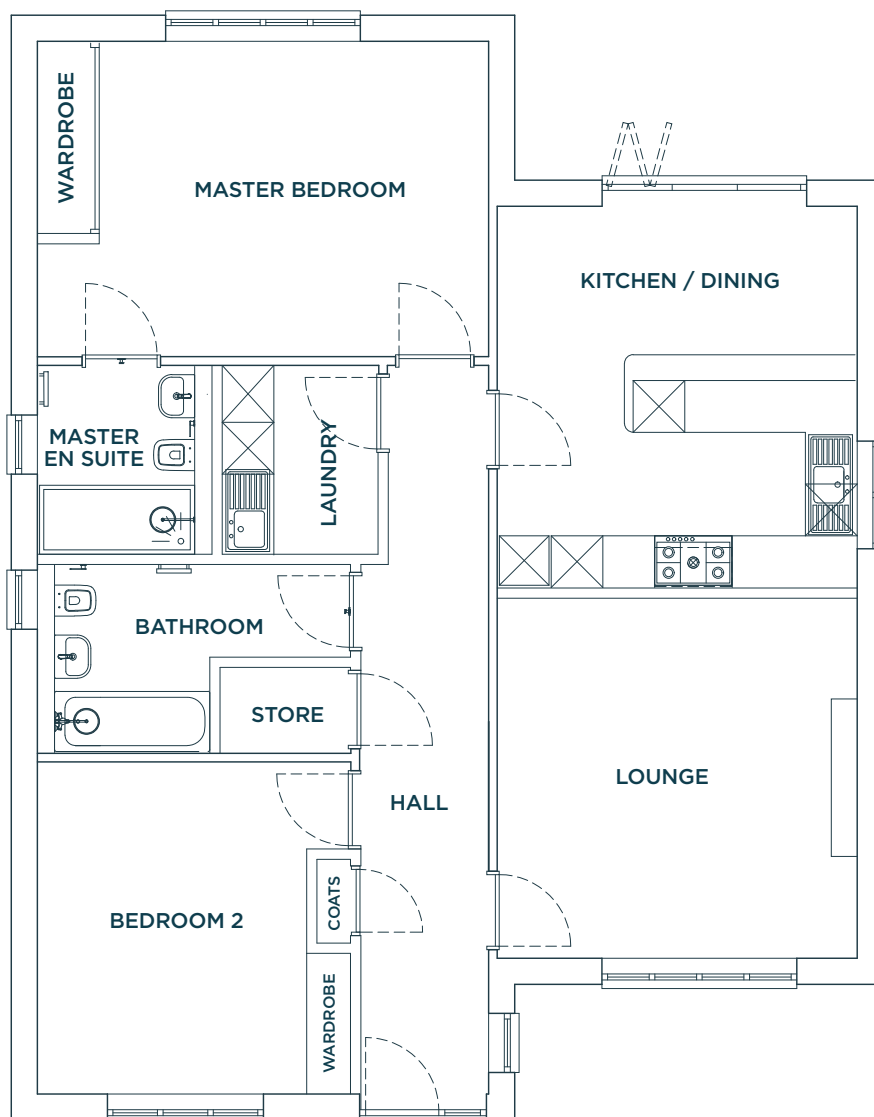 WARDROBE
MASTER BEDROOM
KITCHEN / DINING
MASTER
EN SUITE
LAUNDRY
BATHROOM
STORE
LOUNGE
HALL
BEDROOM 2
COATS
WARDROBE